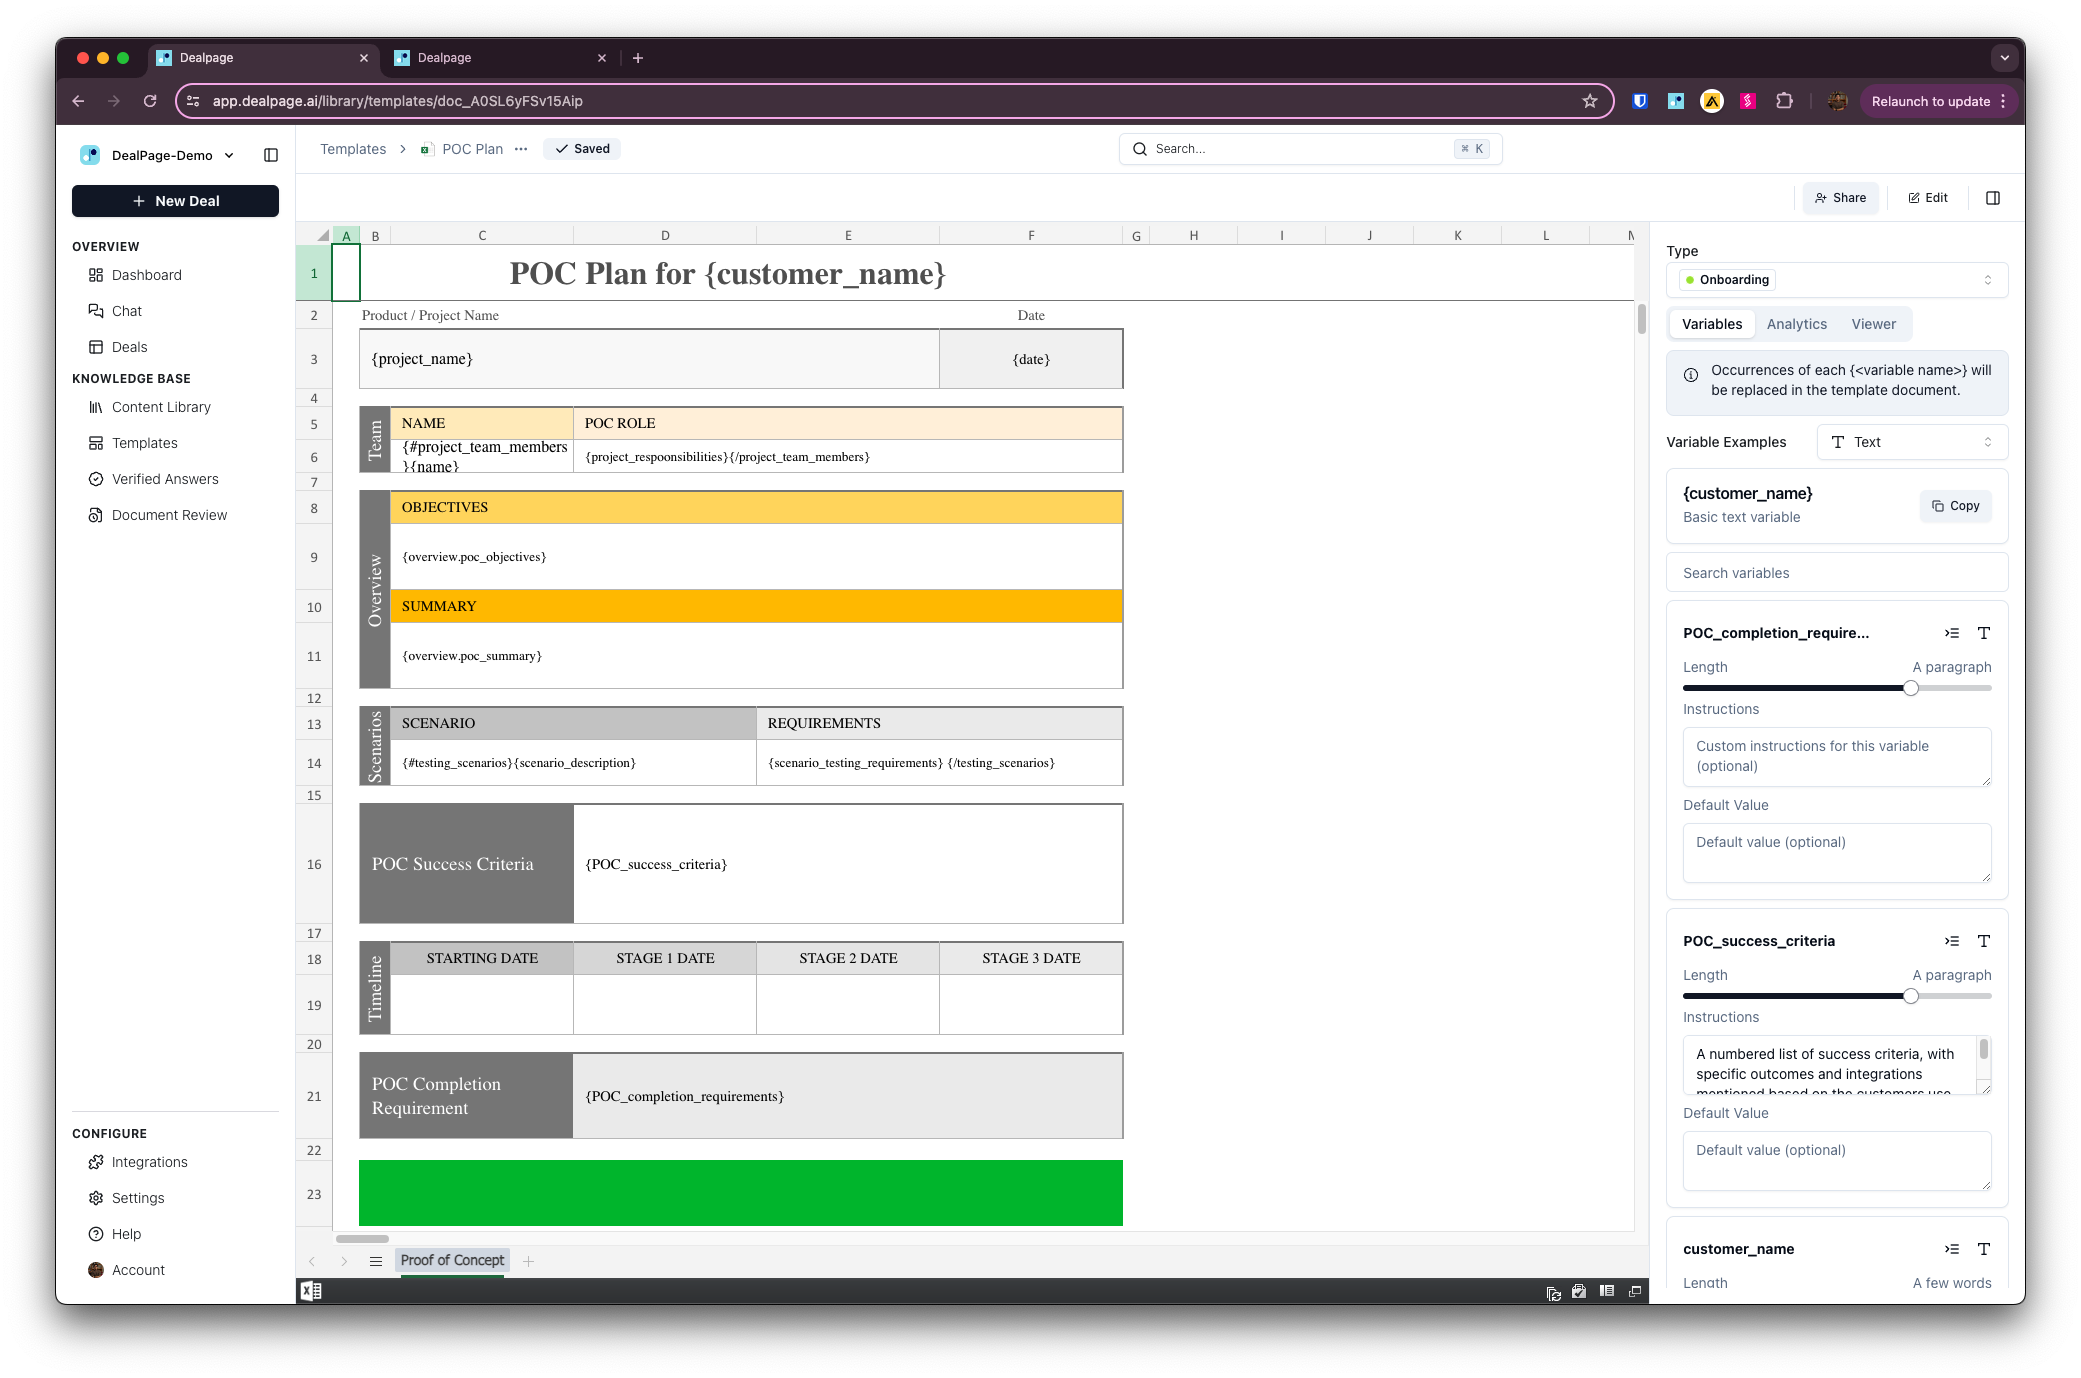 Dealpage
Dealpage
app.dealpage.ai/library/templates/doc_A0SL6yFSv15Aip
Relaunch to update
DealPage-Demo
New Deal
OVERVIEW
Dashboard
Chat
Deals
KNOWLEDGE BASE
Content Library
Templates
Verified Answers
Document Review
CONFIGURE
Integrations
Settings
Help
Account
Templates > POC Plan ··· Saved
Search... ⌘ K
Share
Edit
A B C D E F G H I J K L
1 POC Plan for {customer_name}
2 Product / Project Name Date
3 {project_name} {date}
4
Team
5 NAME POC ROLE
6 {#project_team_members
}{name} {project_respoonsibilities}{/project_team_members}
7
Overview
8 OBJECTIVES
9 {overview.poc_objectives}
10 SUMMARY
11 {overview.poc_summary}
12
Scenarios
13 SCENARIO REQUIREMENTS
14 {#testing_scenarios}{scenario_description} {scenario_testing_requirements} {/testing_scenarios}
15
16 POC Success Criteria {POC_success_criteria}
17
Timeline
18 STARTING DATE STAGE 1 DATE STAGE 2 DATE STAGE 3 DATE
19
20
21 POC Completion
Requirement {POC_completion_requirements}
22
23
Proof of Concept
Type
Onboarding
Variables Analytics Viewer
Occurrences of each {<variable name>} will
be replaced in the template document.
Variable Examples Text
{customer_name}
Basic text variable
Copy
Search variables
POC_completion_require...
Length A paragraph
Instructions
Custom instructions for this variable
(optional)
Default Value
Default value (optional)
POC_success_criteria
Length A paragraph
Instructions
A numbered list of success criteria, with
specific outcomes and integrations
mentioned based on the customers use
Default Value
Default value (optional)
customer_name
Length A few words